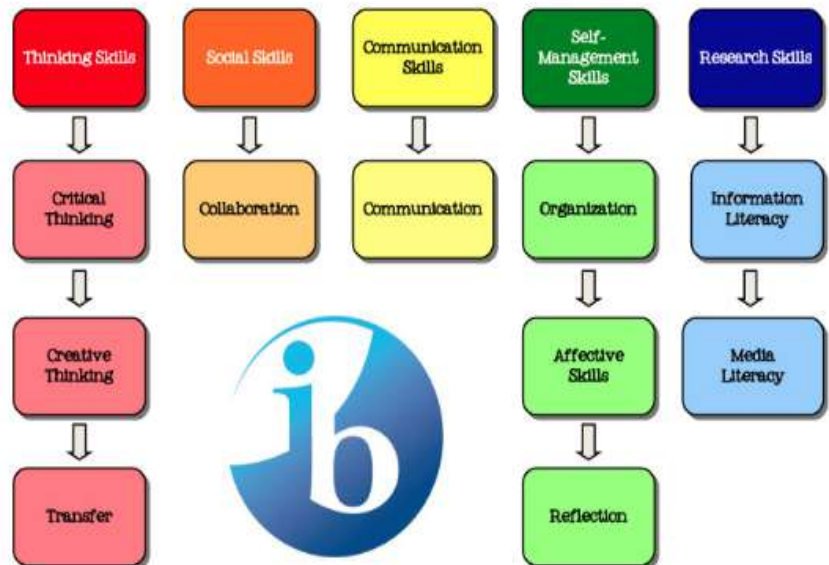 Thinking Skills
Social Skills
Communication
Skills
Self-
Management
Skills
Research Skills
Critical
Thinking
Collaboration
Communication
Organization
Information
Literacy
Creative
Thinking
Affective
Skills
Media
Literacy
Transfer
Reflection
ib